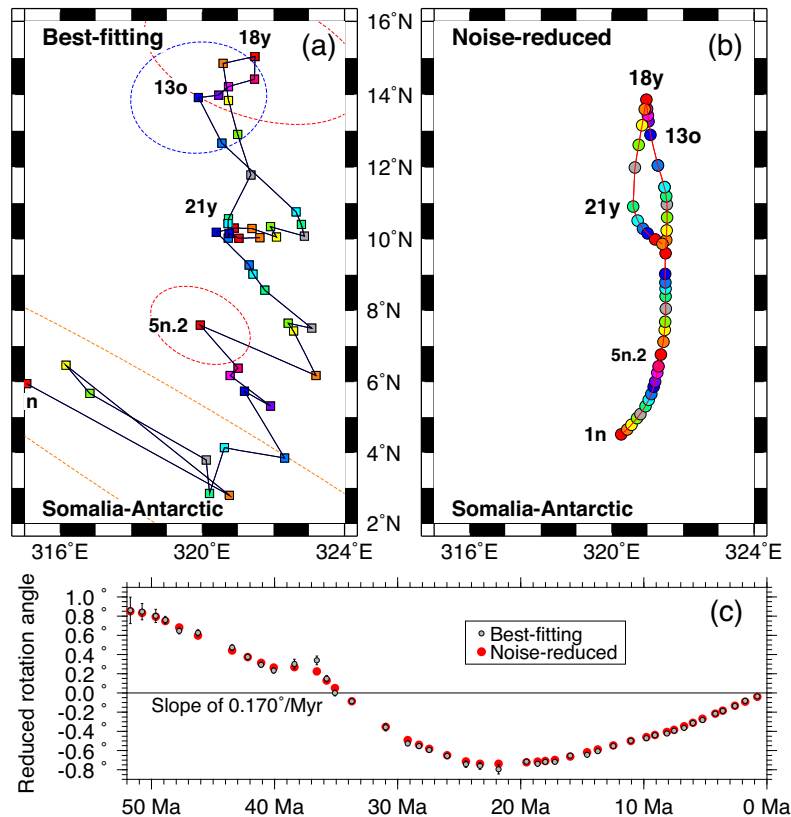 Best-fitting
(a)
18y
13o
21y
5n.2
n
Somalia-Antarctic
316°E
320°E
324°E
16°N
14°N
12°N
10°N
8°N
6°N
4°N
2°N
Noise-reduced
(b)
18y
13o
21y
5n.2
1n
Somalia-Antarctic
316°E
320°E
324°E
Reduced rotation angle
1.0 °
0.8 °
0.6 °
0.4 °
0.2 °
0.0 °
-0.2 °
-0.4 °
-0.6 °
-0.8 °
(c)
Best-fitting
Noise-reduced
Slope of 0.170°/Myr
50 Ma
40 Ma
30 Ma
20 Ma
10 Ma
0 Ma